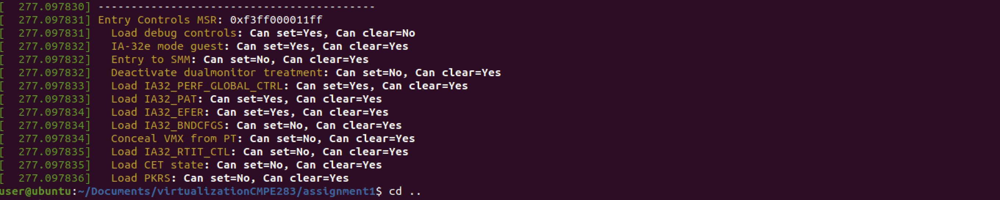 [  277.097830] ------------------------------------------
[  277.097831] Entry Controls MSR: 0xf3ff000011ff
[  277.097831]   Load debug controls: Can set=Yes, Can clear=No
[  277.097832]   IA-32e mode guest: Can set=Yes, Can clear=Yes
[  277.097832]   Entry to SMM: Can set=No, Can clear=Yes
[  277.097832]   Deactivate dualmonitor treatment: Can set=No, Can clear=Yes
[  277.097833]   Load IA32_PERF_GLOBAL_CTRL: Can set=Yes, Can clear=Yes
[  277.097833]   Load IA32_PAT: Can set=Yes, Can clear=Yes
[  277.097834]   Load IA32_EFER: Can set=Yes, Can clear=Yes
[  277.097834]   Load IA32_BNDCFGS: Can set=No, Can clear=Yes
[  277.097834]   Conceal VMX from PT: Can set=No, Can clear=Yes
[  277.097835]   Load IA32_RTIT_CTL: Can set=No, Can clear=Yes
[  277.097835]   Load CET state: Can set=No, Can clear=Yes
[  277.097836]   Load PKRS: Can set=No, Can clear=Yes
user@ubuntu:~/Documents/virtualizationCMPE283/assignment1$ cd ..